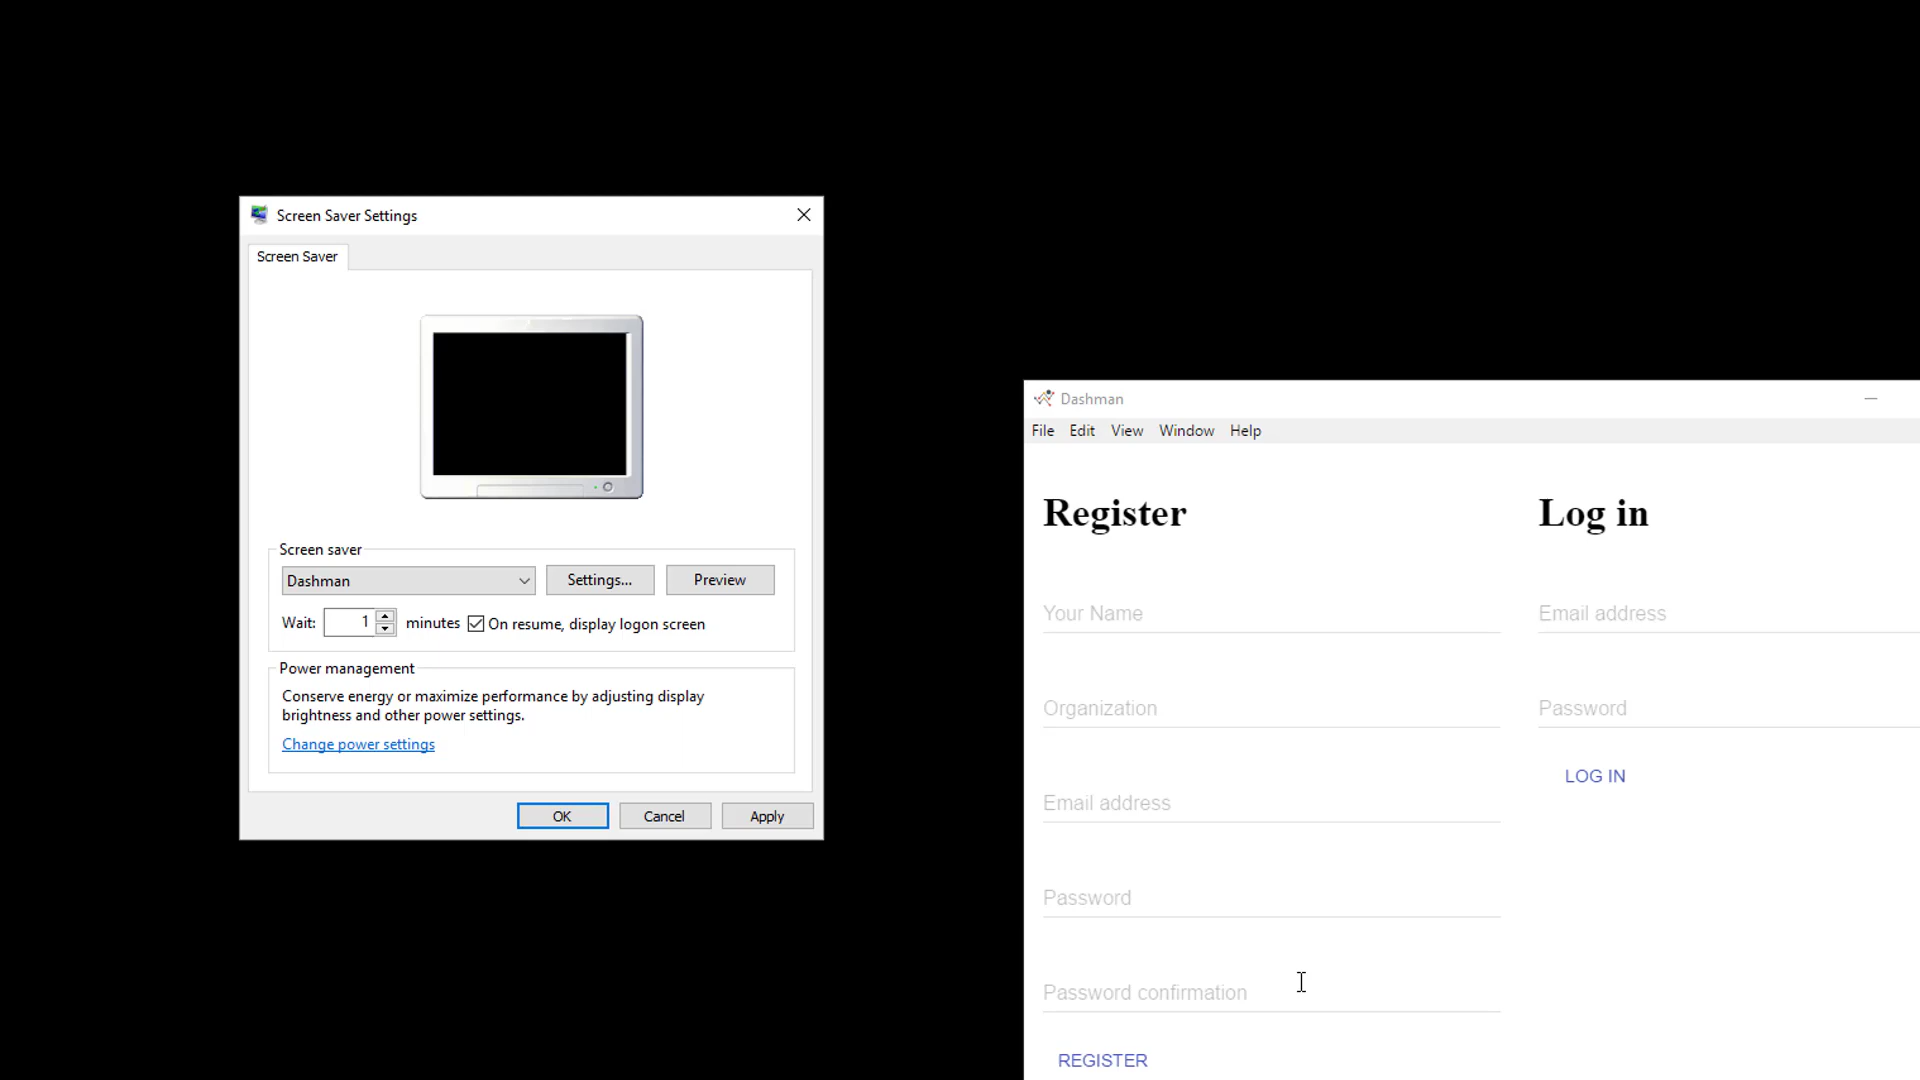 Screen Saver Settings
Screen Saver
Screen saver
Dashman
Settings...
Preview
Wait: 1 minutes On resume, display logon screen
Power management
Conserve energy or maximize performance by adjusting display
brightness and other power settings.
Change power settings
OK
Cancel
Apply
Dashman
File Edit View Window Help
Register
Your Name
Organization
Email address
Password
Password confirmation
REGISTER
Log in
Email address
Password
LOG IN